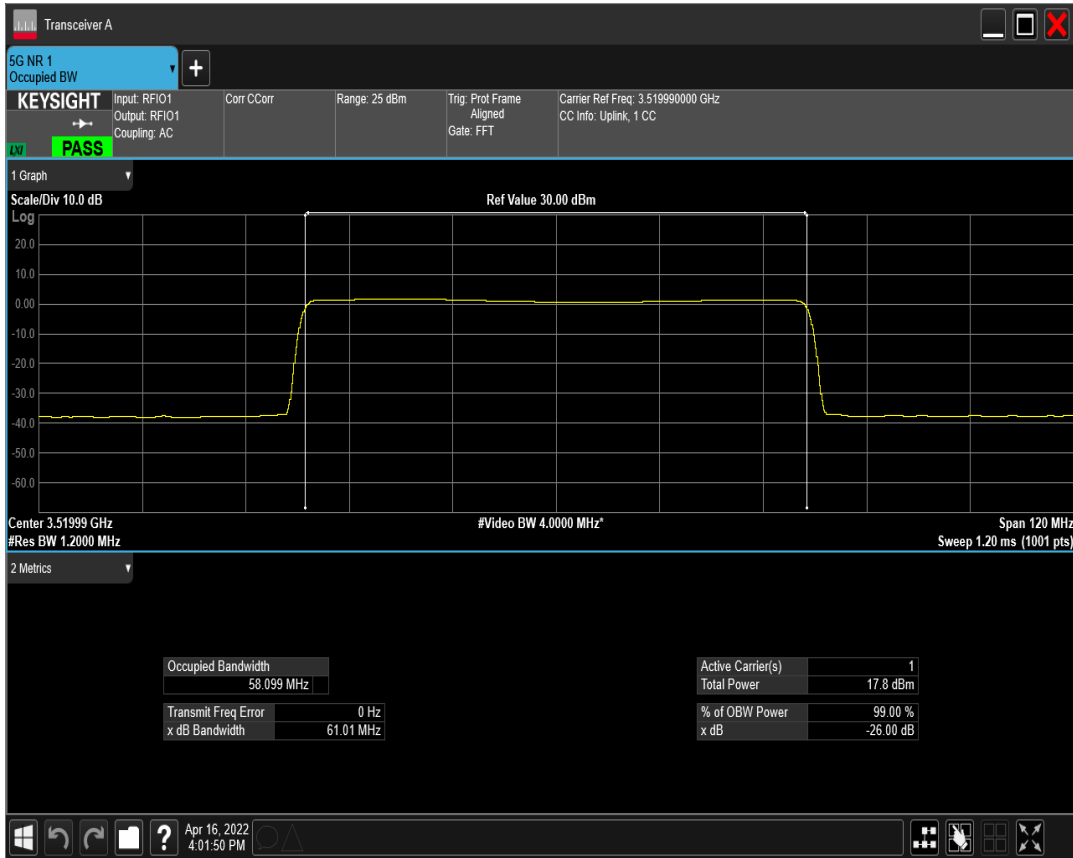 Transceiver A
5G NR 1
Occupied BW
KEYSIGHT
LXI
PASS
Input: RFIO1
Output: RFIO1
Coupling: AC
Corr CCorr
Range: 25 dBm
Trig: Prot Frame
Aligned
Gate: FFT
Carrier Ref Freq: 3.519990000 GHz
CC Info: Uplink, 1 CC
1 Graph
Scale/Div 10.0 dB
Ref Value 30.00 dBm
Log
20.0
10.0
0.00
-10.0
-20.0
-30.0
-40.0
-50.0
-60.0
Center 3.51999 GHz
#Video BW 4.0000 MHz*
Span 120 MHz
#Res BW 1.2000 MHz
Sweep 1.20 ms (1001 pts)
2 Metrics
Occupied Bandwidth
58.099 MHz
Transmit Freq Error 0 Hz
x dB Bandwidth 61.01 MHz
Active Carrier(s) 1
Total Power 17.8 dBm
% of OBW Power 99.00 %
x dB -26.00 dB
?
Apr 16, 2022
4:01:50 PM